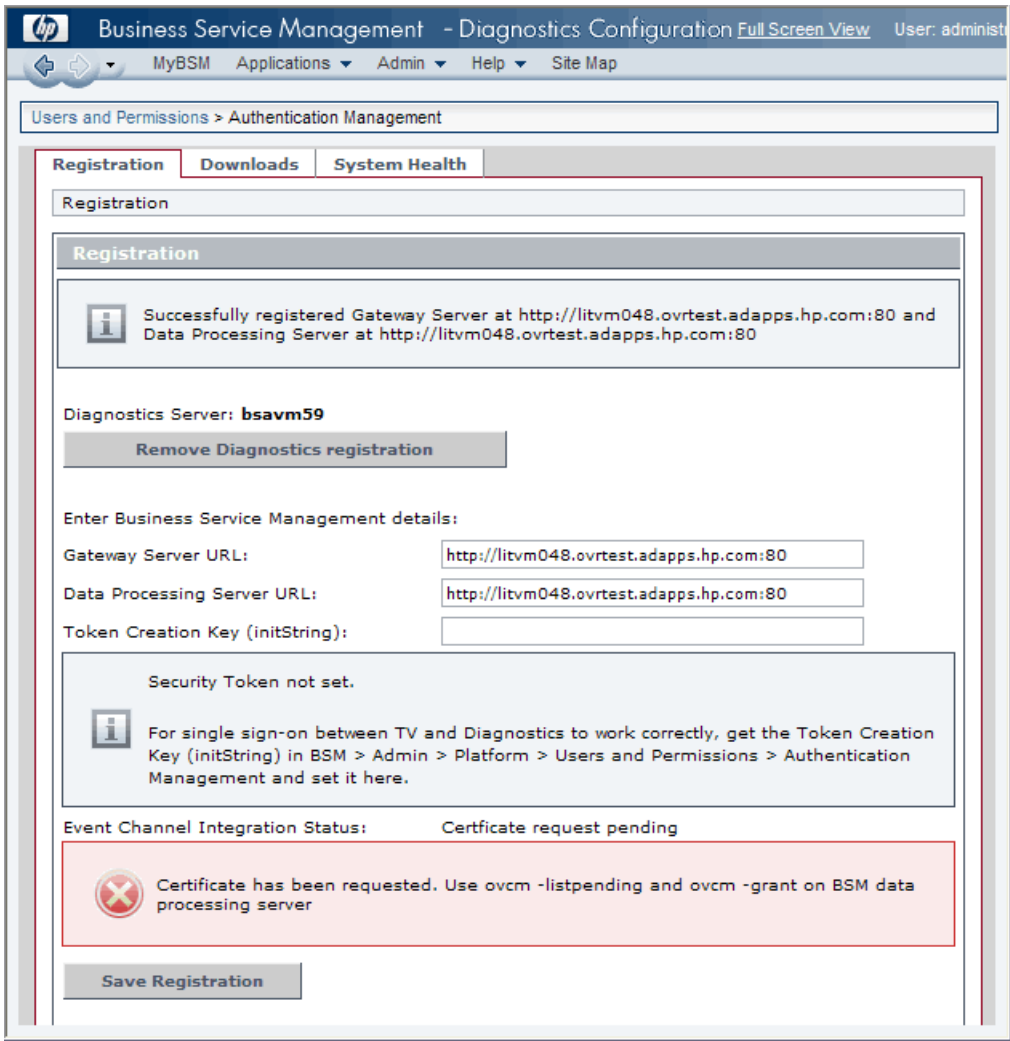 hp Business Service Management - Diagnostics Configuration Full Screen View User: administ
MyBSM Applications Admin Help Site Map
Users and Permissions > Authentication Management
Registration Downloads System Health
Registration
Registration
Successfully registered Gateway Server at http://litvm048.ovrtest.adapps.hp.com:80 and
Data Processing Server at http://litvm048.ovrtest.adapps.hp.com:80
Diagnostics Server: bsavm59
Remove Diagnostics registration
Enter Business Service Management details:
Gateway Server URL: http://litvm048.ovrtest.adapps.hp.com:80
Data Processing Server URL: http://litvm048.ovrtest.adapps.hp.com:80
Token Creation Key (initString):
Security Token not set.
For single sign-on between TV and Diagnostics to work correctly, get the Token Creation
Key (initString) in BSM > Admin > Platform > Users and Permissions > Authentication
Management and set it here.
Event Channel Integration Status: Certficate request pending
Certificate has been requested. Use ovcm -listpending and ovcm -grant on BSM data
processing server
Save Registration